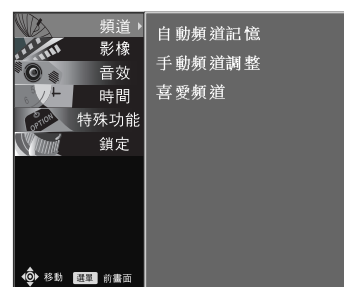 頻道
影像
音效
時間
OPTION
特殊功能
鎖定
移動 選單 前畫面
自動頻道記憶
手動頻道調整
喜愛頻道